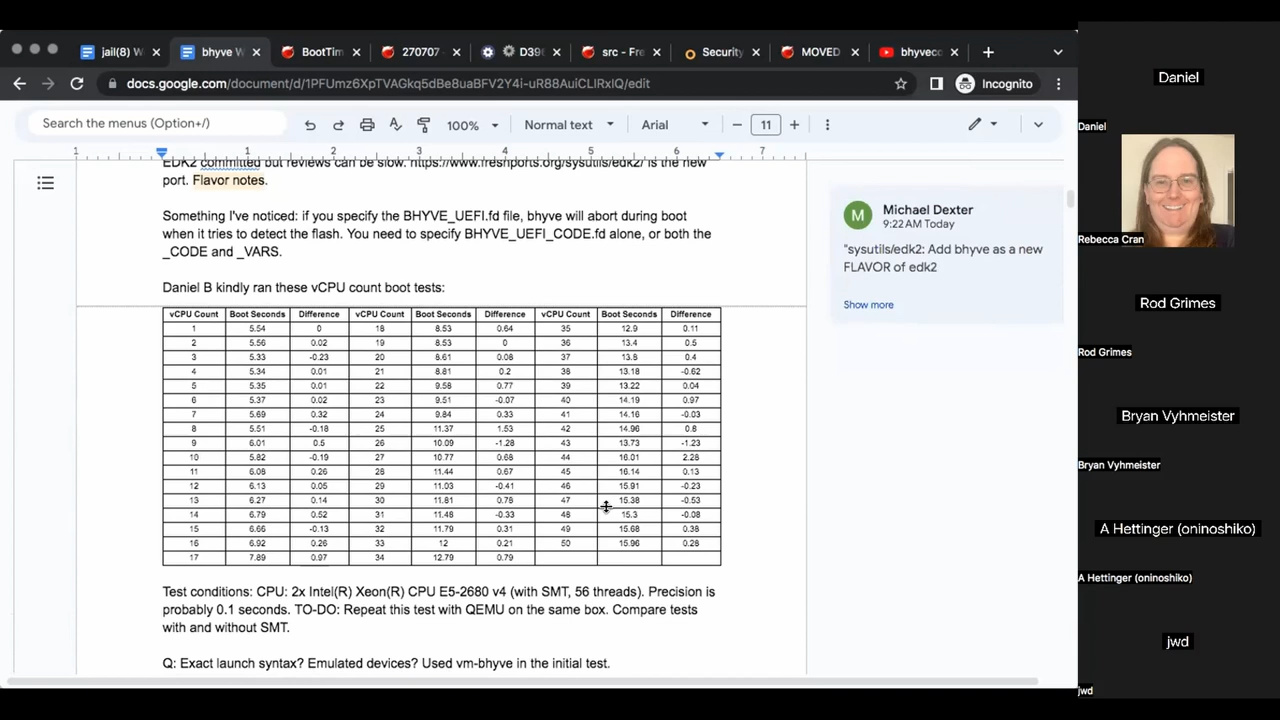 jail(8) W
bhyve W
BootTim
270707 -
D39(
src - Fre
Security
MOVED
bhyveco
docs.google.com/document/d/1PFUmz6XpTVAGkq5dBe8uaBFV2Y4i-uR88AuiCLIRxIQ/edit
Incognito
Search the menus (Option+/)
100%
Normal text
Arial
11
1 1 2 3 4 5 6 7
EDK2 committed but reviews can be slow. https://www.freshports.org/sysutils/edk2/ is the new
port. Flavor notes.
Something I've noticed: if you specify the BHYVE_UEFI.fd file, bhyve will abort during boot
when it tries to detect the flash. You need to specify BHYVE_UEFI_CODE.fd alone, or both the
_CODE and _VARS.
Daniel B kindly ran these vCPU count boot tests:
vCPU Count Boot Seconds Difference vCPU Count Boot Seconds Difference vCPU Count Boot Seconds Difference
1 5.54 0 18 8.53 0.64 35 12.9 0.11
2 5.56 0.02 19 8.53 0 36 13.4 0.5
3 5.33 -0.23 20 8.61 0.08 37 13.8 0.4
4 5.34 0.01 21 8.81 0.2 38 13.18 -0.62
5 5.35 0.01 22 9.58 0.77 39 13.22 0.04
6 5.37 0.02 23 9.51 -0.07 40 14.19 0.97
7 5.69 0.32 24 9.84 0.33 41 14.16 -0.03
8 5.51 -0.18 25 11.37 1.53 42 14.96 0.8
9 6.01 0.5 26 10.09 -1.28 43 13.73 -1.23
10 5.82 -0.19 27 10.77 0.68 44 16.01 2.28
11 6.08 0.26 28 11.44 0.67 45 16.14 0.13
12 6.13 0.05 29 11.03 -0.41 46 15.91 -0.23
13 6.27 0.14 30 11.81 0.78 47 15.38 -0.53
14 6.79 0.52 31 11.48 -0.33 48 15.3 -0.08
15 6.66 -0.13 32 11.79 0.31 49 15.68 0.38
16 6.92 0.26 33 12 0.21 50 15.96 0.28
17 7.89 0.97 34 12.79 0.79
Test conditions: CPU: 2x Intel(R) Xeon(R) CPU E5-2680 v4 (with SMT, 56 threads). Precision is
probably 0.1 seconds. TO-DO: Repeat this test with QEMU on the same box. Compare tests
with and without SMT.
Q: Exact launch syntax? Emulated devices? Used vm-bhyve in the initial test.
M
Michael Dexter
9:22 AM Today
"sysutils/edk2: Add bhyve as a new
FLAVOR of edk2
Show more
Daniel
Daniel
Rebecca Cran
Rod Grimes
Rod Grimes
Bryan Vyhmeister
Bryan Vyhmeister
A Hettinger (oninoshiko)
A Hettinger (oninoshiko)
jwd
jwd